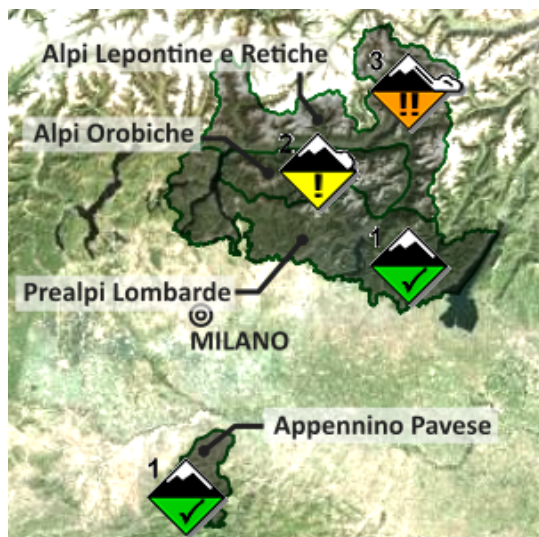 Alpi Lepontine e Retiche
3
!!
Alpi Orobiche
2
!
1
Prealpi Lombarde
MILANO
Appennino Pavese
1